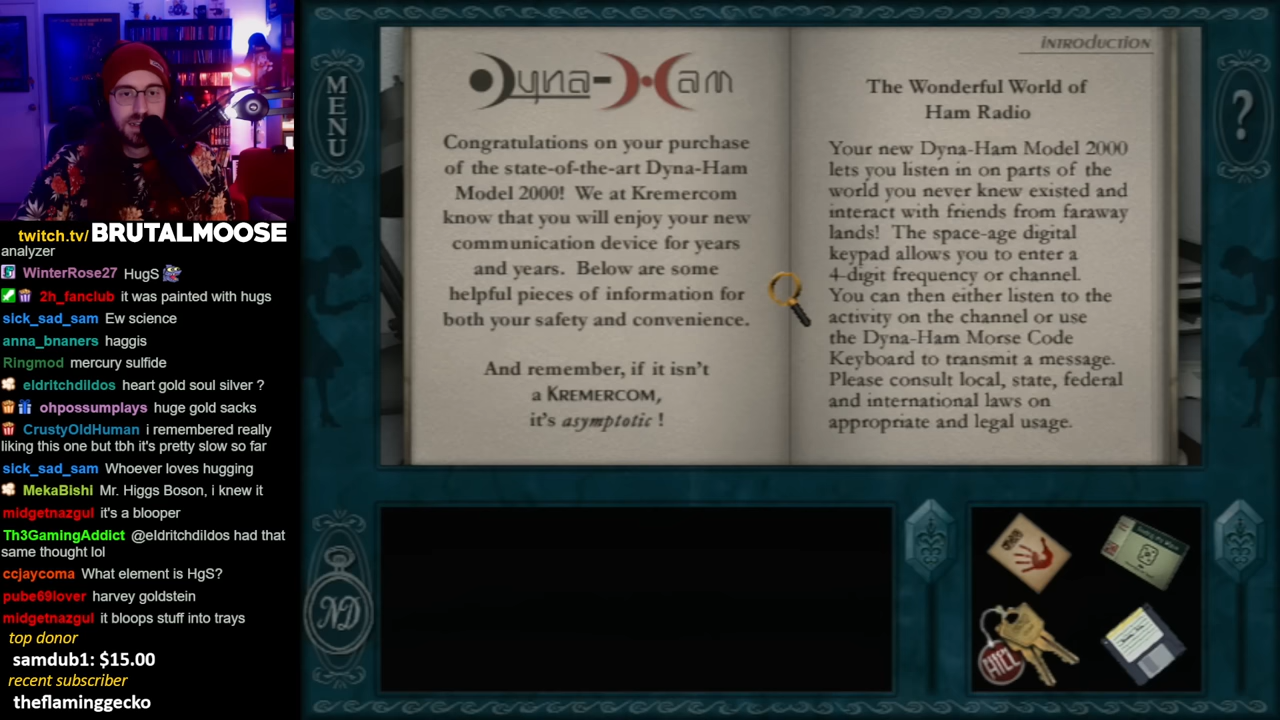 twitch.tv/BRUTALMOOSE
analyzer
WinterRose27 HugS
2h_fanclub it was painted with hugs
sick_sad_sam Ew science
anna_bnaners haggis
Ringmod mercury sulfide
eldritchdildos heart gold soul silver ?
ohpossumplays huge gold sacks
CrustyOldHuman i remembered really
liking this one but tbh it's pretty slow so far
sick_sad_sam Whoever loves hugging
MekaBishi Mr. Higgs Boson, i knew it
midgetnazgul it's a blooper
Th3GamingAddict @eldritchdildos had that
same thought lol
ccjaycoma What element is HgS?
pube69lover harvey goldstein
midgetnazgul it bloops stuff into trays
top donor
samdub1: $15.00
recent subscriber
theflaminggecko
MENU
Dyna-Ham
Congratulations on your purchase
of the state-of-the-art Dyna-Ham
Model 2000! We at Kremercom
know that you will enjoy your new
communication device for years
and years. Below are some
helpful pieces of information for
both your safety and convenience.
And remember, if it isn't
a KREMERCOM,
it's asymptotic !
INTRODUCTION
The Wonderful World of
Ham Radio
Your new Dyna-Ham Model 2000
lets you listen in on parts of the
world you never knew existed and
interact with friends from faraway
lands! The space-age digital
keypad allows you to enter a
4-digit frequency or channel.
You can then either listen to the
activity on the channel or use
the Dyna-Ham Morse Code
Keyboard to transmit a message.
Please consult local, state, federal
and international laws on
appropriate and legal usage.
?
ND